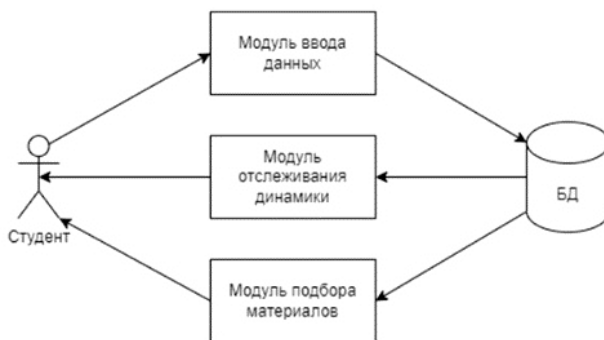 Модуль ввода
данных
Модуль
отслеживания
динамики
БД
Студент
Модуль подбора
материалов